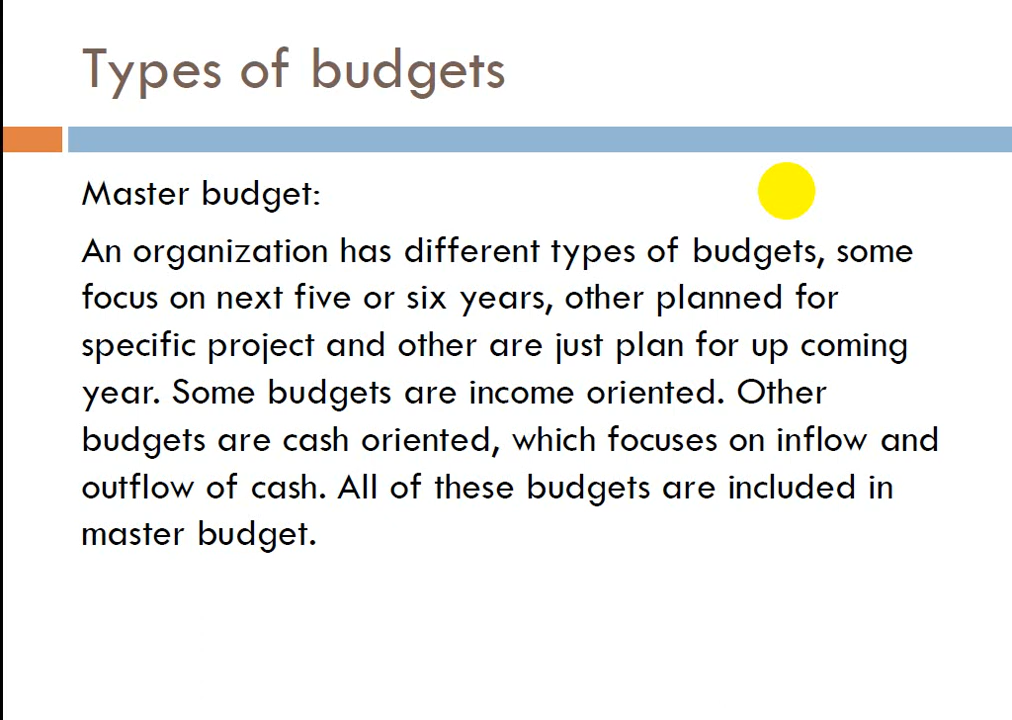 Types of budgets
Master budget:
An organization has different types of budgets, some
focus on next five or six years, other planned for
specific project and other are just plan for up coming
year. Some budgets are income oriented. Other
budgets are cash oriented, which focuses on inflow and
outflow of cash. All of these budgets are included in
master budget.